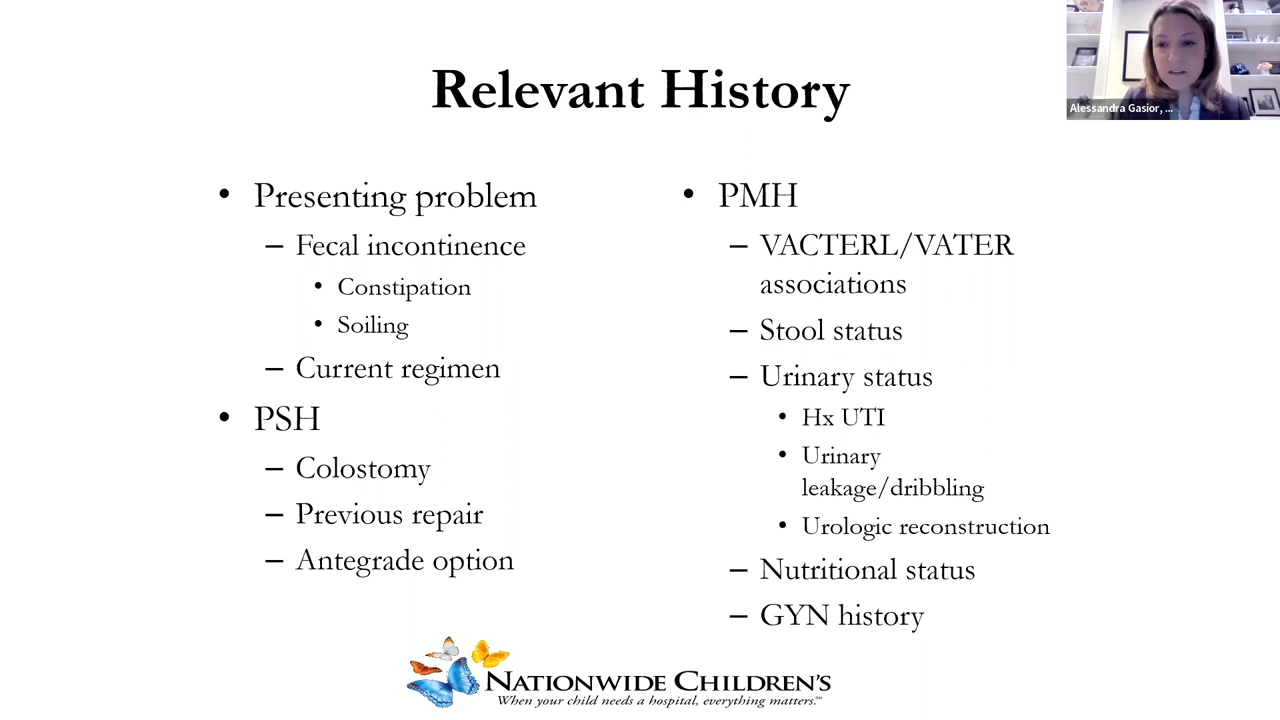 Relevant History
Alessandra Gasior, ...
• Presenting problem
– Fecal incontinence
• Constipation
• Soiling
– Current regimen
• PSH
– Colostomy
– Previous repair
– Antegrade option
• PMH
– VACTERL/VATER
associations
– Stool status
– Urinary status
• Hx UTI
• Urinary
leakage/dribbling
• Urologic reconstruction
– Nutritional status
– GYN history
NATIONWIDE CHILDREN'S
When your child needs a hospital, everything matters.℠